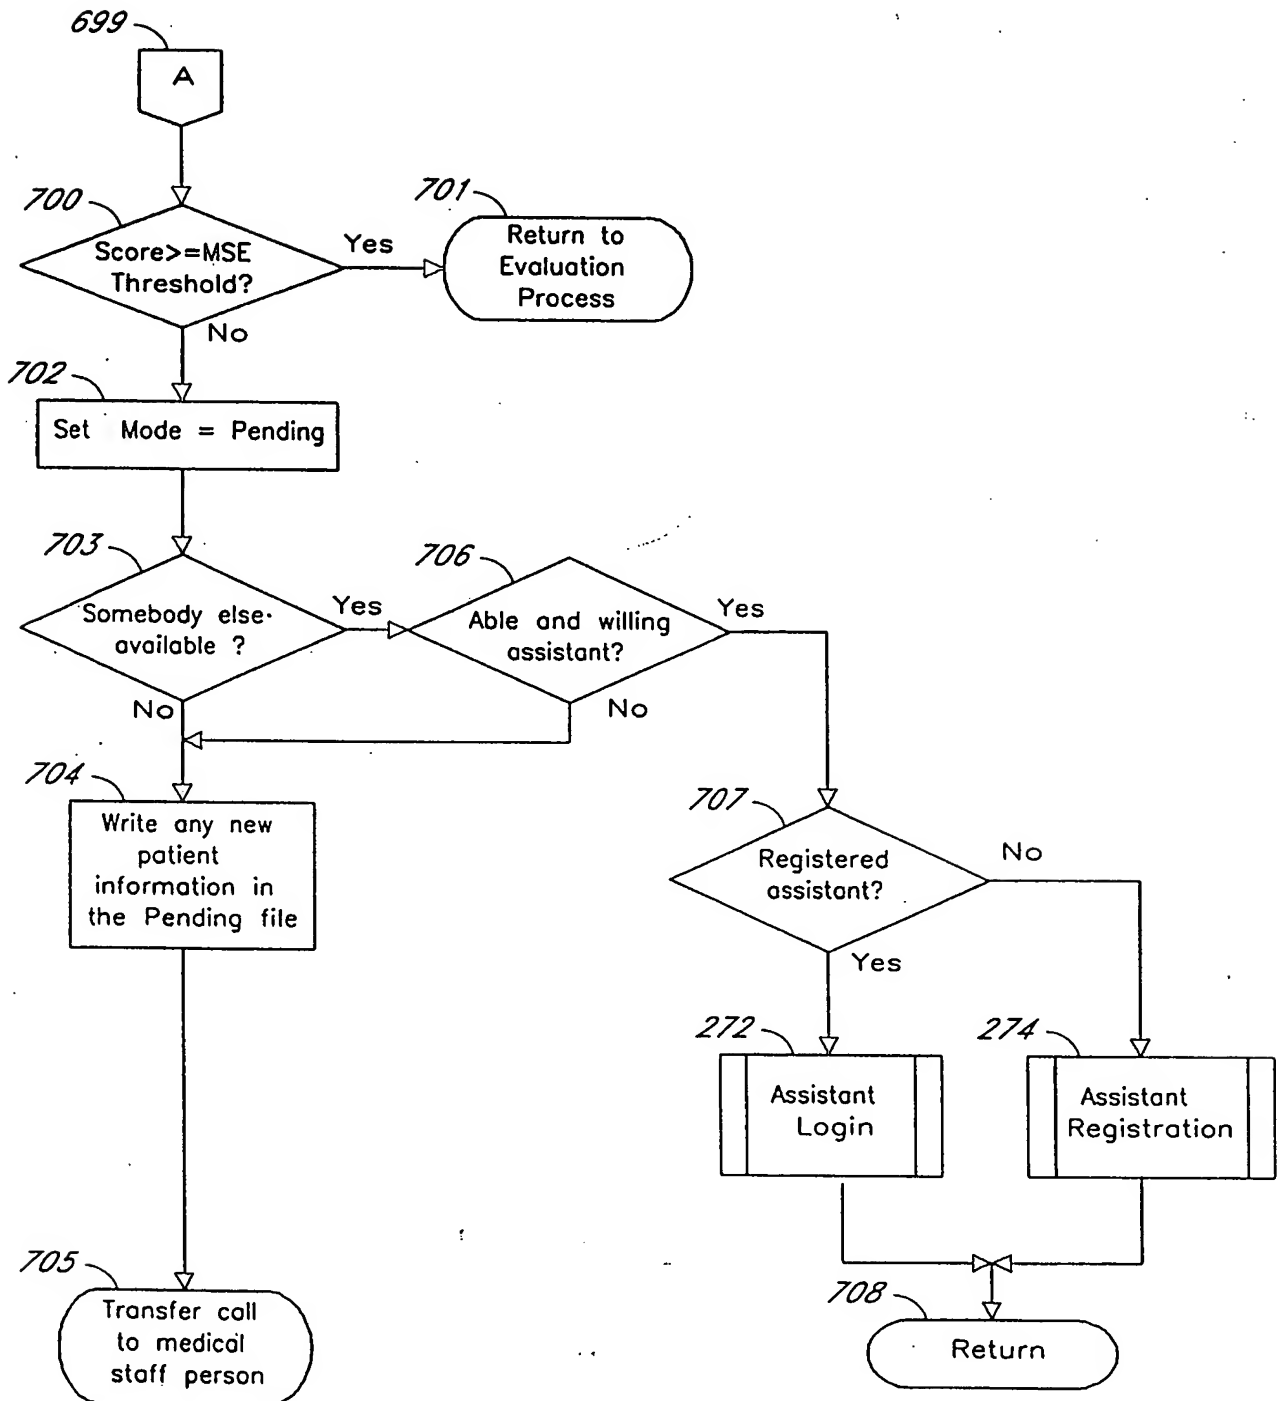 699
A
700
Score>=MSE
Threshold?
Yes
701
Return to
Evaluation
Process
No
702
Set Mode = Pending
703
Somebody else
available ?
Yes
706
Able and willing
assistant?
Yes
No
No
704
Write any new
patient
information in
the Pending file
707
Registered
assistant?
No
Yes
272
Assistant
Login
274
Assistant
Registration
705
Transfer call
to medical
staff person
708
Return